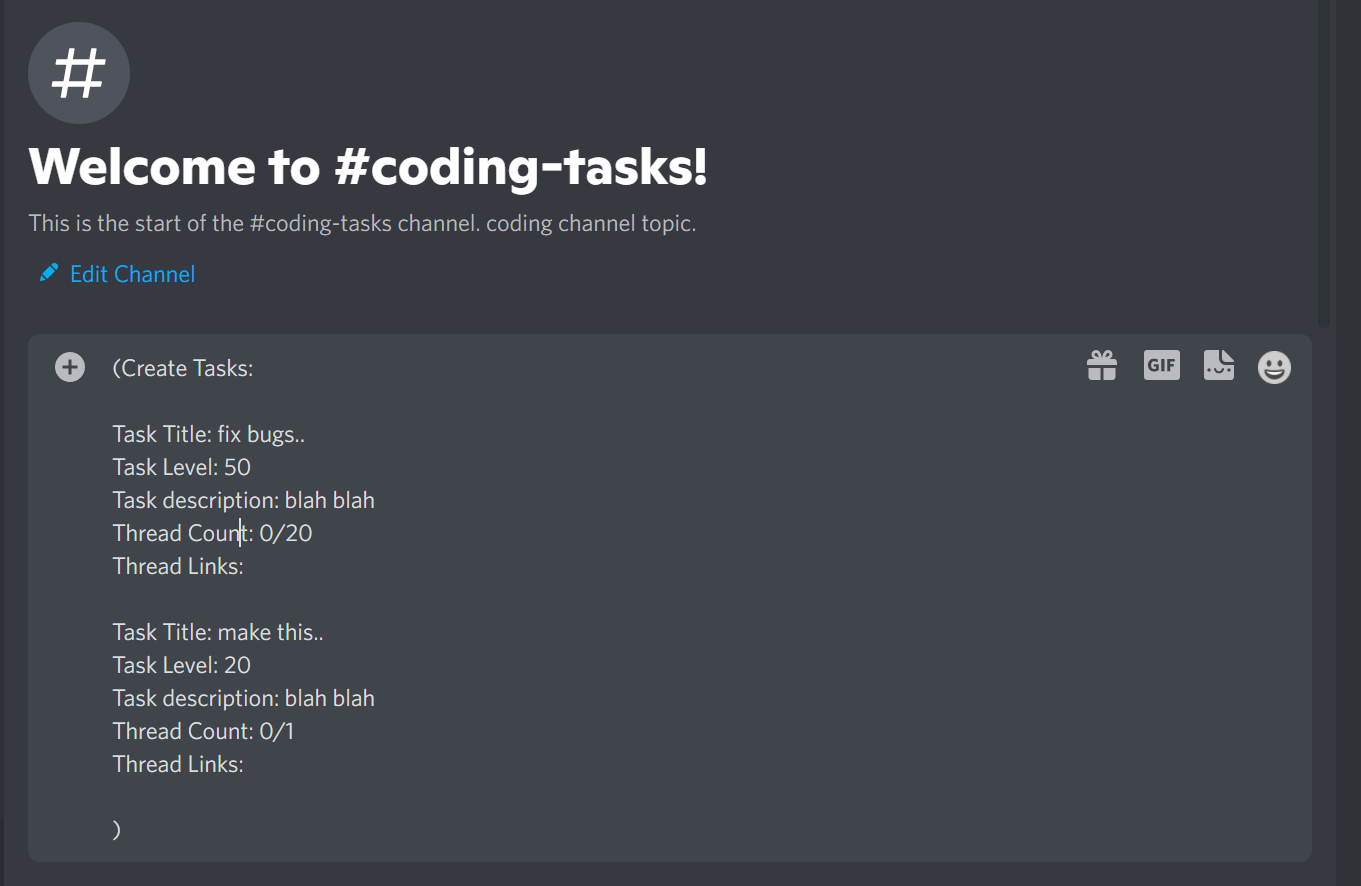 #
Welcome to #coding-tasks!
This is the start of the #coding-tasks channel. coding channel topic.
Edit Channel
(Create Tasks:
GIF
Task Title: fix bugs..
Task Level: 50
Task description: blah blah
Thread Count: 0/20
Thread Links:
Task Title: make this..
Task Level: 20
Task description: blah blah
Thread Count: 0/1
Thread Links:
)